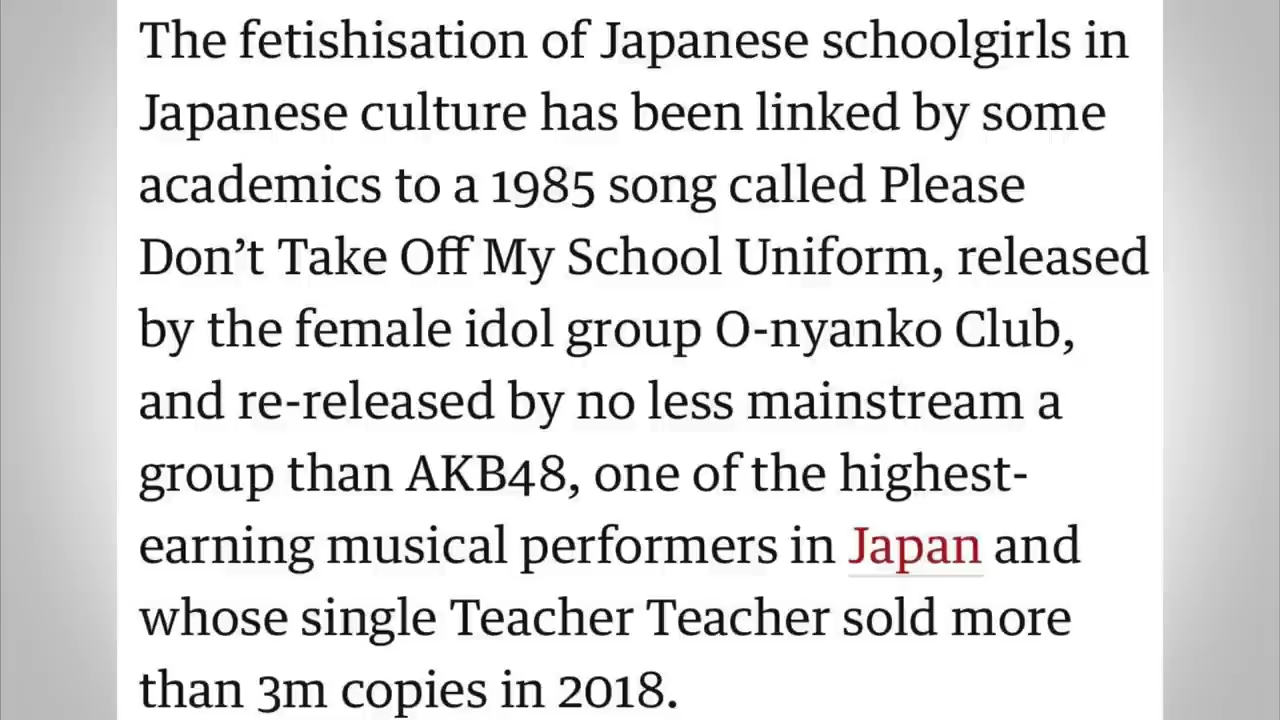 The fetishisation of Japanese schoolgirls in
Japanese culture has been linked by some
academics to a 1985 song called Please
Don’t Take Off My School Uniform, released
by the female idol group O-nyanko Club,
and re-released by no less mainstream a
group than AKB48, one of the highest-
earning musical performers in Japan and
whose single Teacher Teacher sold more
than 3m copies in 2018.